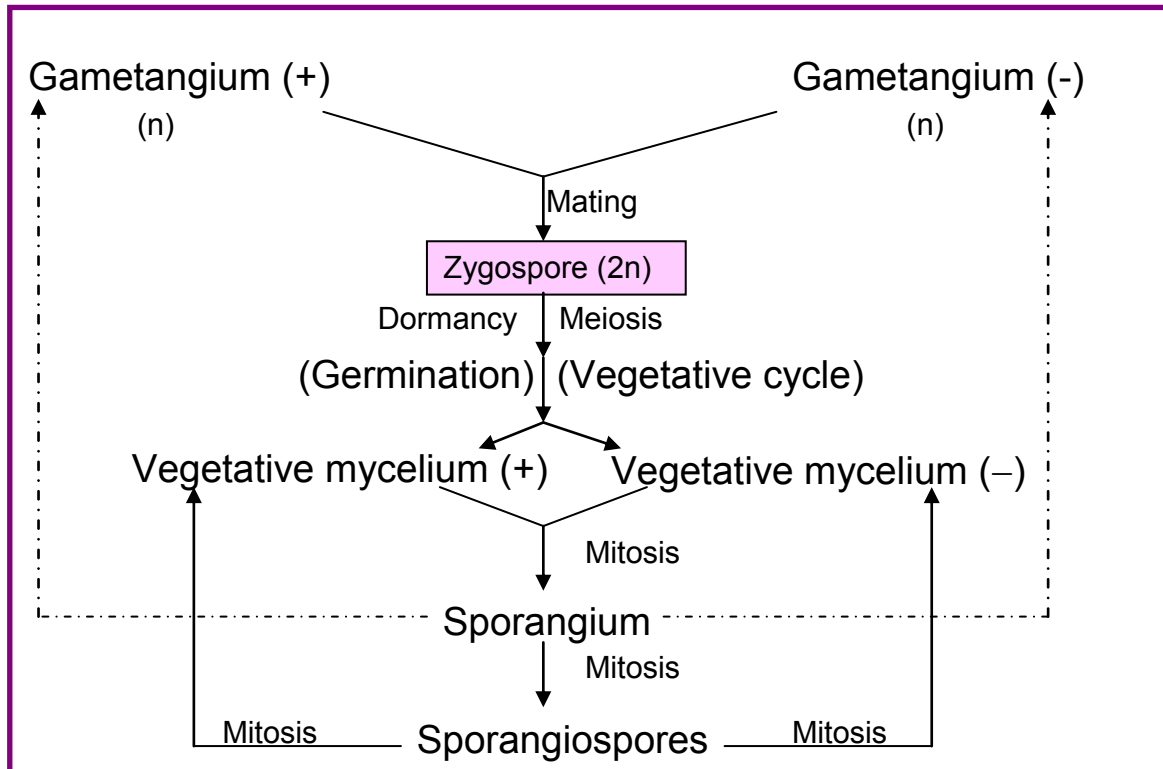 Gametangium (+) Gametangium (-)
(n) (n)
Mating
Zygospore (2n)
Dormancy Meiosis
(Germination) (Vegetative cycle)
Vegetative mycelium (+) Vegetative mycelium (–)
Mitosis
Sporangium
Mitosis
Mitosis Sporangiospores Mitosis